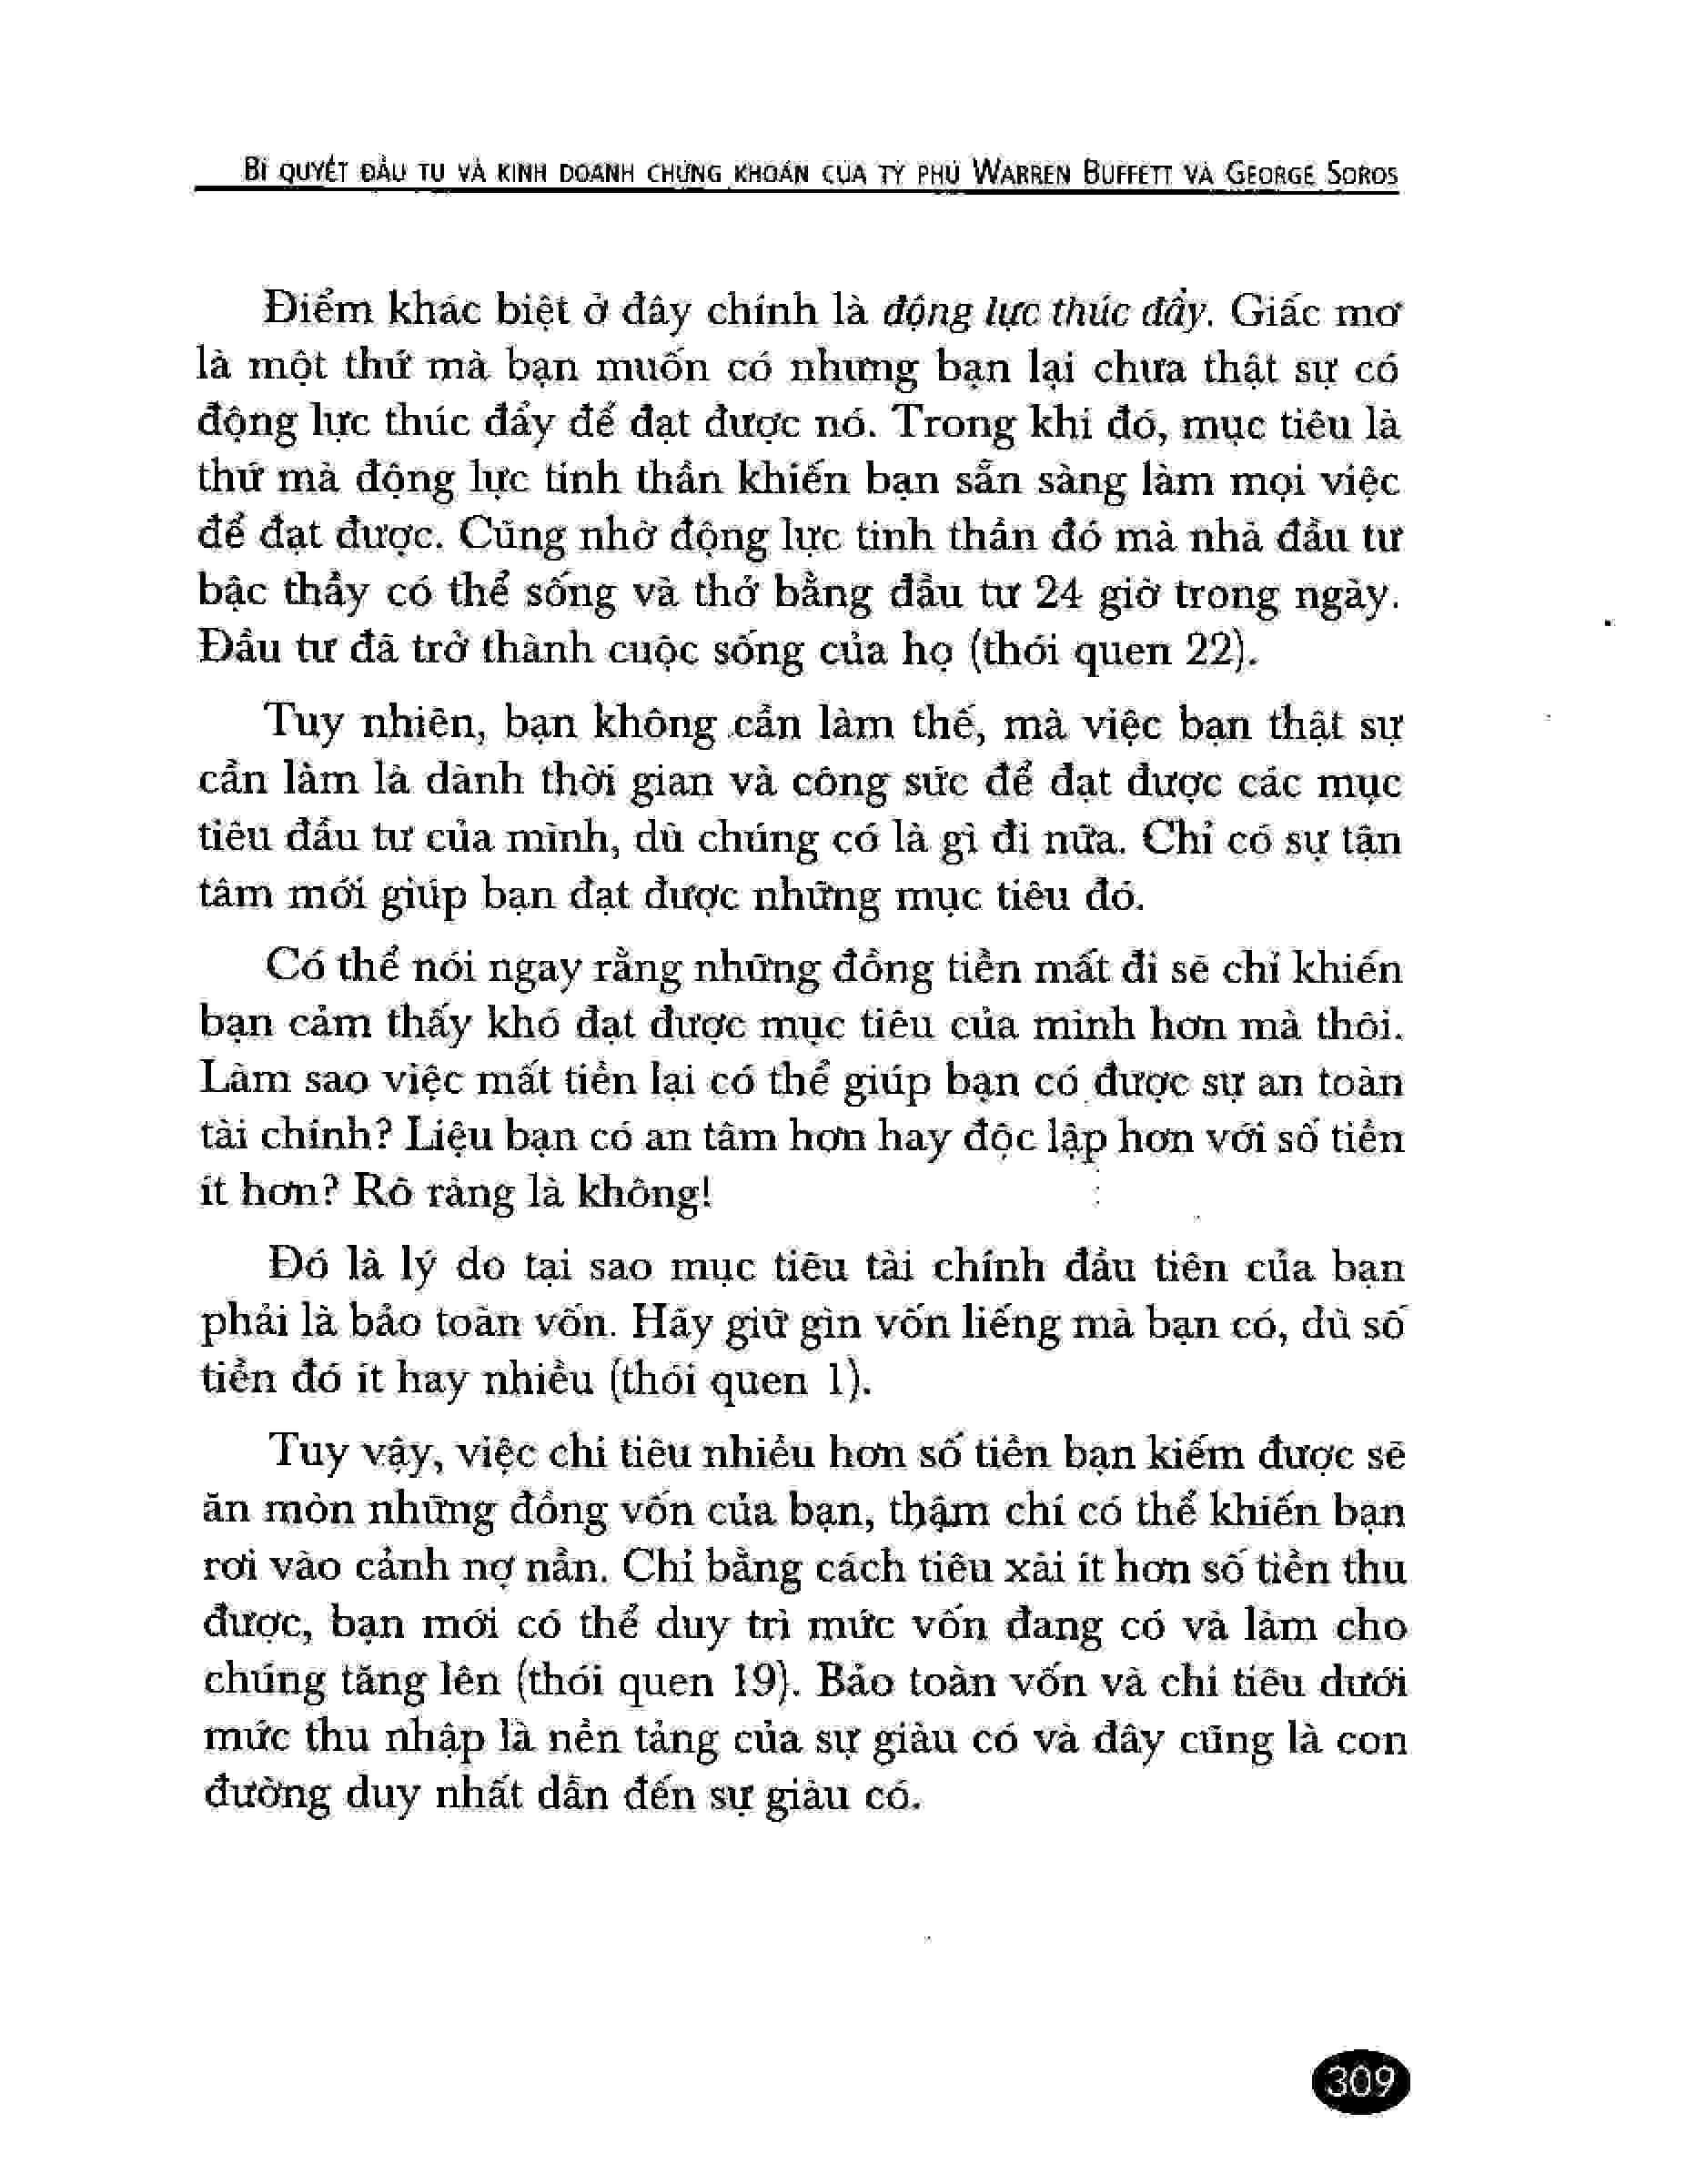 BÍ QUYẾT ĐẦU TƯ VÀ KINH DOANH CHỨNG KHOÁN CỦA TỶ PHÚ WARREN BUFFETT VÀ GEORGE SOROS
Điểm khác biệt ở đây chính là động lực thúc đẩy. Giấc mơ
là một thứ mà bạn muốn có nhưng bạn lại chưa thật sự có
động lực thúc đẩy để đạt được nó. Trong khi đó, mục tiêu là
thứ mà động lực tinh thần khiến bạn sẵn sàng làm mọi việc
để đạt được. Cũng nhờ động lực tinh thần đó mà nhà đầu tư
bậc thầy có thể sống và thở bằng đầu tư 24 giờ trong ngày.
Đầu tư đã trở thành cuộc sống của họ (thói quen 22).
Tuy nhiên, bạn không cần làm thế, mà việc bạn thật sự
cần làm là dành thời gian và công sức để đạt được các mục
tiêu đầu tư của mình, dù chúng có là gì đi nữa. Chỉ có sự tận
tâm mới giúp bạn đạt được những mục tiêu đó.
Có thể nói ngay rằng những đồng tiền mất đi sẽ chỉ khiến
bạn cảm thấy khó đạt được mục tiêu của mình hơn mà thôi.
Làm sao việc mất tiền lại có thể giúp bạn có được sự an toàn
tài chính? Liệu bạn có an tâm hơn hay độc lập hơn với số tiền
ít hơn? Rõ ràng là không!
Đó là lý do tại sao mục tiêu tài chính đầu tiên của bạn
phải là bảo toàn vốn. Hãy giữ gìn vốn liếng mà bạn có, dù số
tiền đó ít hay nhiều (thói quen 1).
Tuy vậy, việc chi tiêu nhiều hơn số tiền bạn kiếm được sẽ
ăn mòn những đồng vốn của bạn, thậm chí có thể khiến bạn
rơi vào cảnh nợ nần. Chỉ bằng cách tiêu xài ít hơn số tiền thu
được, bạn mới có thể duy trì mức vốn đang có và làm cho
chúng tăng lên (thói quen 19). Bảo toàn vốn và chi tiêu dưới
mức thu nhập là nền tảng của sự giàu có và đây cũng là con
đường duy nhất dẫn đến sự giàu có.
309